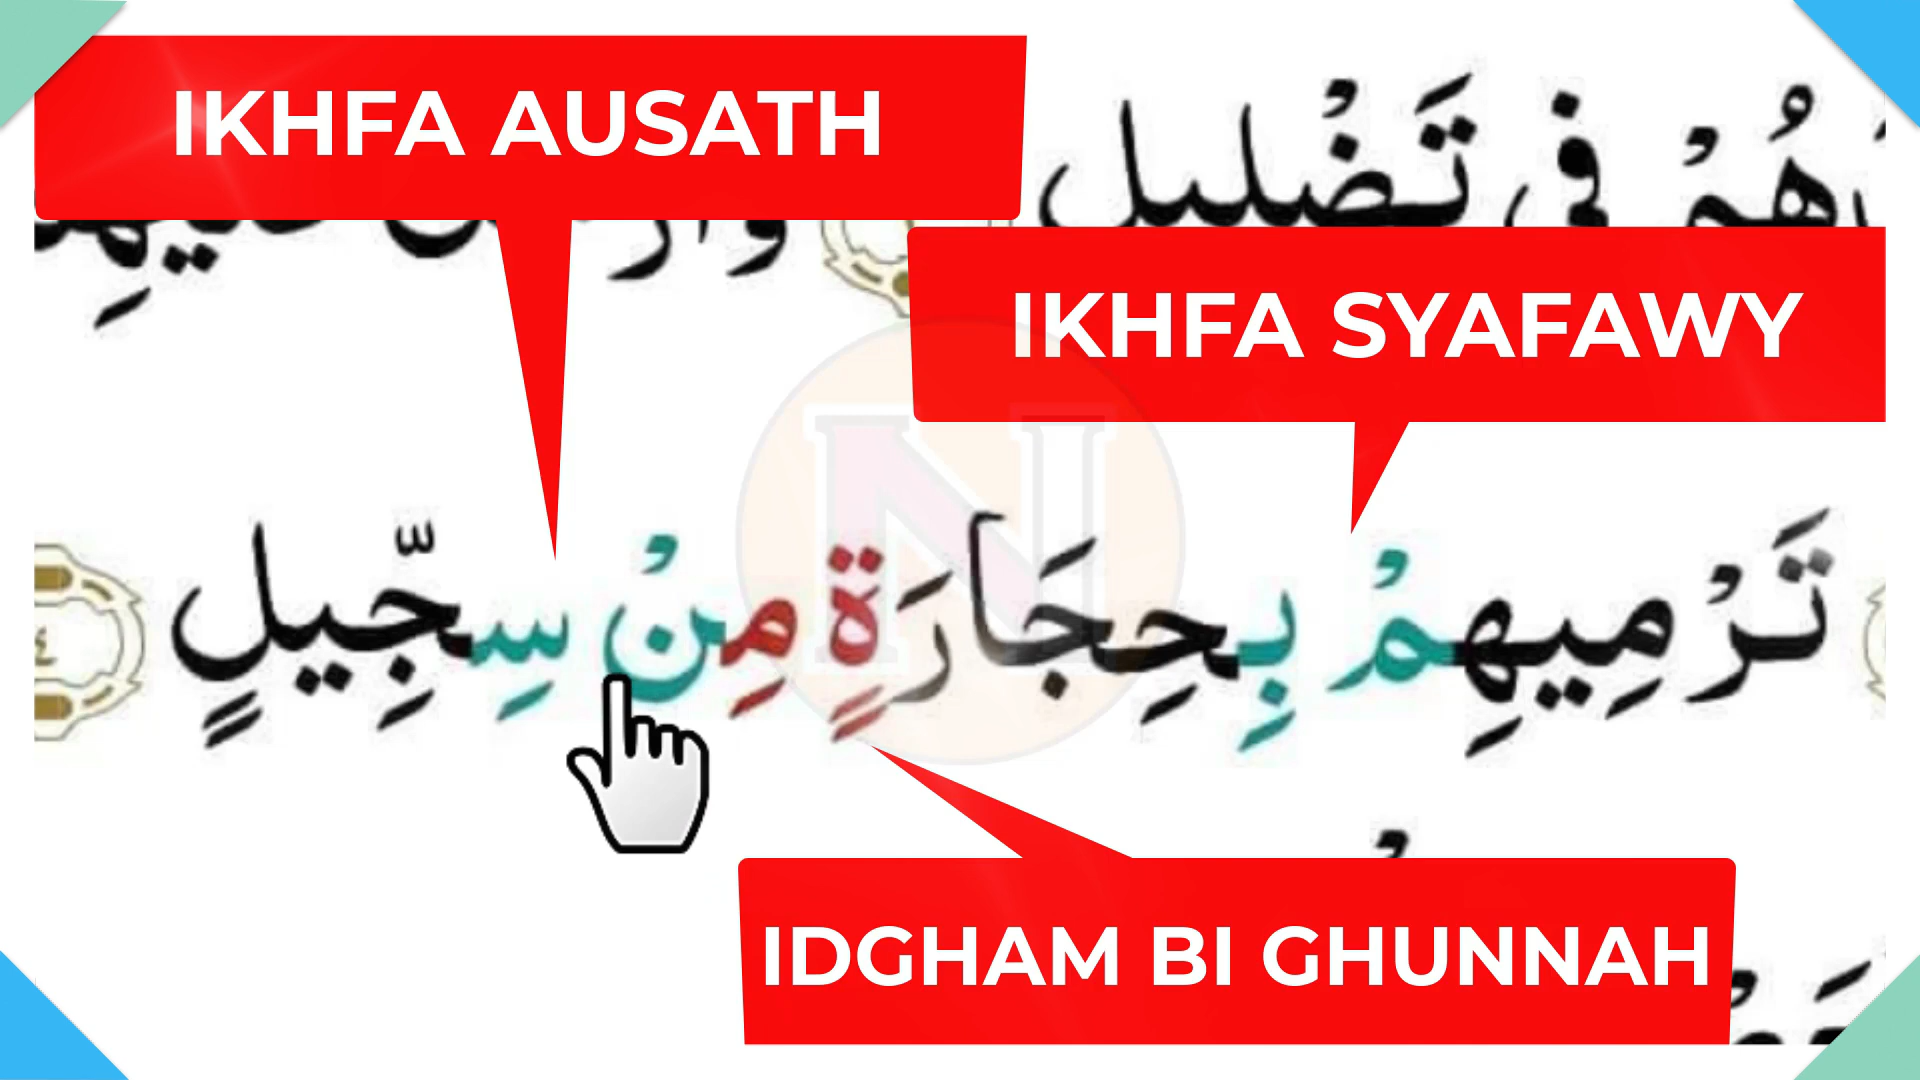 IKHFA AUSATH
هُمْ فِي تَضْلِيلٍ
IKHFA SYAFAWY
N
تَرْمِيهِمْ بِحِجَارَةٍ مِنْ سِجِّيلٍ
IDGHAM BI GHUNNAH